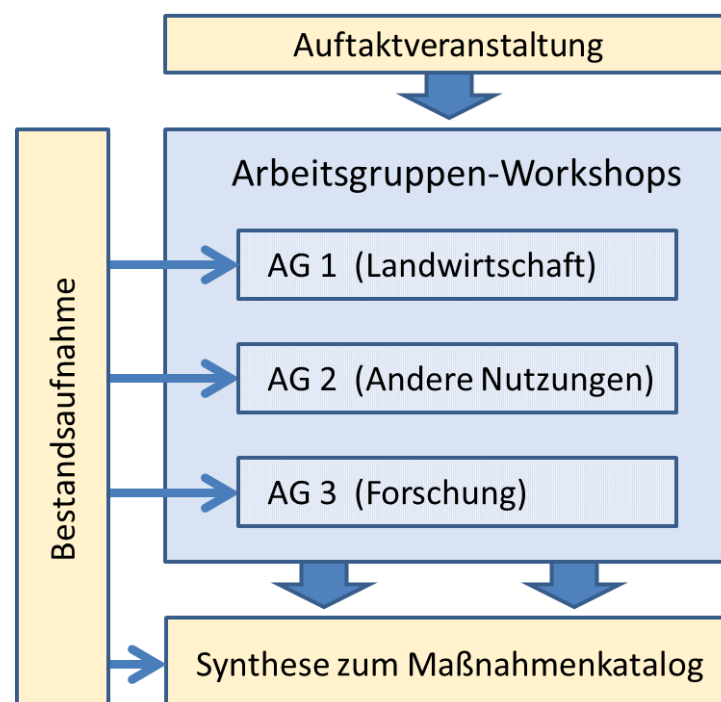 Auftaktveranstaltung
Arbeitsgruppen-Workshops
AG 1 (Landwirtschaft)
AG 2 (Andere Nutzungen)
AG 3 (Forschung)
Bestandsaufnahme
Synthese zum Maßnahmenkatalog